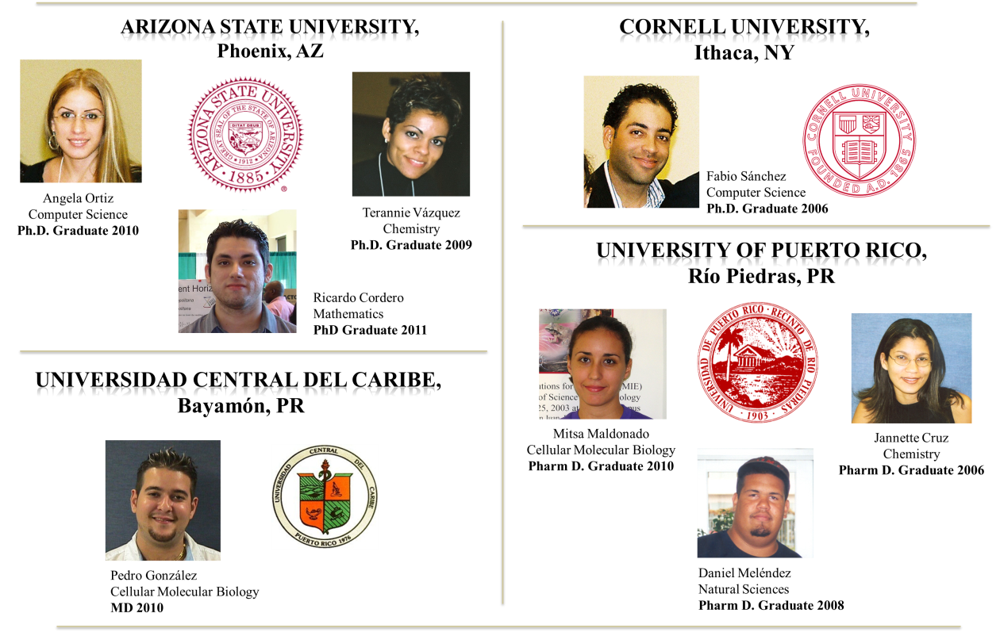 ARIZONA STATE UNIVERSITY,
Phoenix, AZ
ARIZONA STATE UNIVERSITY
GREAT SEAL OF THE STATE OF ARIZONA
DITAT DEUS
1912
1885
®
Angela Ortiz
Computer Science
Ph.D. Graduate 2010
Terannie Vázquez
Chemistry
Ph.D. Graduate 2009
ent Horiz
Ricardo Cordero
Mathematics
PhD Graduate 2011
CORNELL UNIVERSITY,
Ithaca, NY
CORNELL UNIVERSITY
FOUNDED A.D. 1865
Fabio Sánchez
Computer Science
Ph.D. Graduate 2006
UNIVERSIDAD CENTRAL DEL CARIBE,
Bayamón, PR
UNIVERSIDAD CENTRAL DEL CARIBE
PUERTO RICO 1976
Pedro González
Cellular Molecular Biology
MD 2010
UNIVERSITY OF PUERTO RICO,
Río Piedras, PR
utions for MIE)
of Science ology
25, 2003 at pus
n Juan
UNIVERSIDAD DE PUERTO RICO · RECINTO DE RIO PIEDRAS
· 1903 ·
Mitsa Maldonado
Cellular Molecular Biology
Pharm D. Graduate 2010
Jannette Cruz
Chemistry
Pharm D. Graduate 2006
Daniel Meléndez
Natural Sciences
Pharm D. Graduate 2008